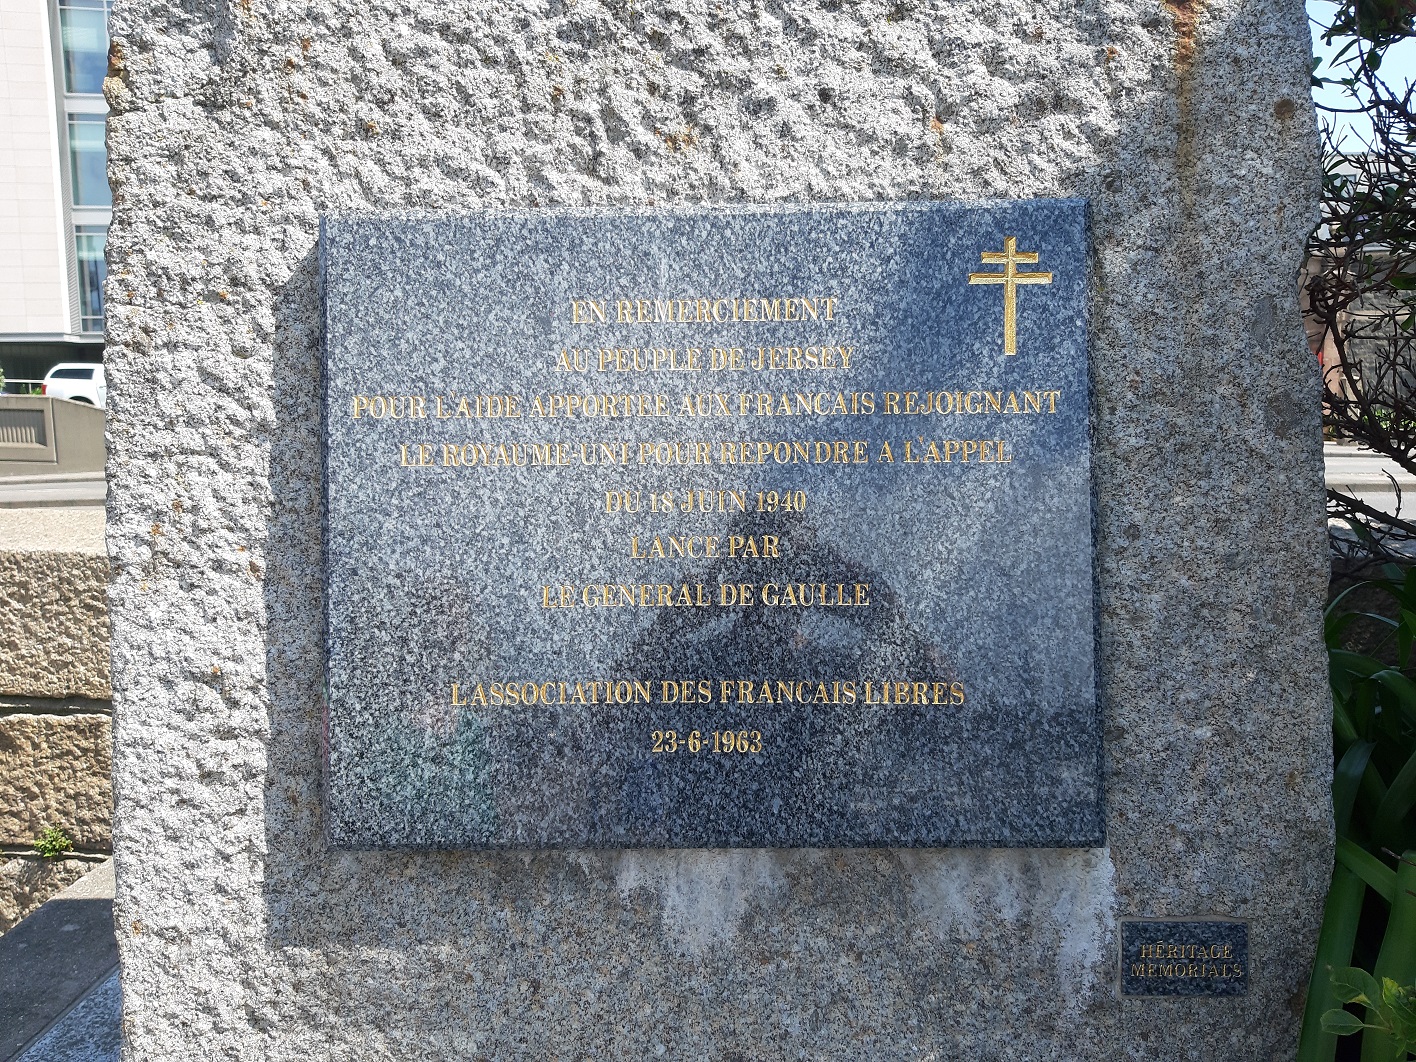 EN REMERCIEMENT
AU PEUPLE DE JERSEY
POUR L'AIDE APPORTEE AUX FRANCAIS REJOIGNANT
LE ROYAUME-UNI POUR REPONDRE A L'APPEL
DU 18 JUIN 1940
LANCE PAR
LE GENERAL DE GAULLE
L'ASSOCIATION DES FRANCAIS LIBRES
23-6-1963
HÉRITAGE
MEMORIALS